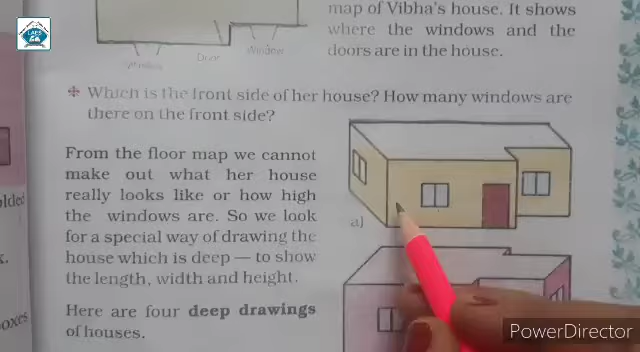 LAES
map of Vibha's house. It shows
where the windows and the
doors are in the house.
Window
Door
Window
❉ Which is the front side of her house? How many windows are
there on the front side?
From the floor map we cannot
make out what her house
really looks like or how high
the windows are. So we look
for a special way of drawing the
house which is deep — to show
the length, width and height.
a)
Here are four deep drawings
of houses.
olded
k.
oxes
PowerDirector